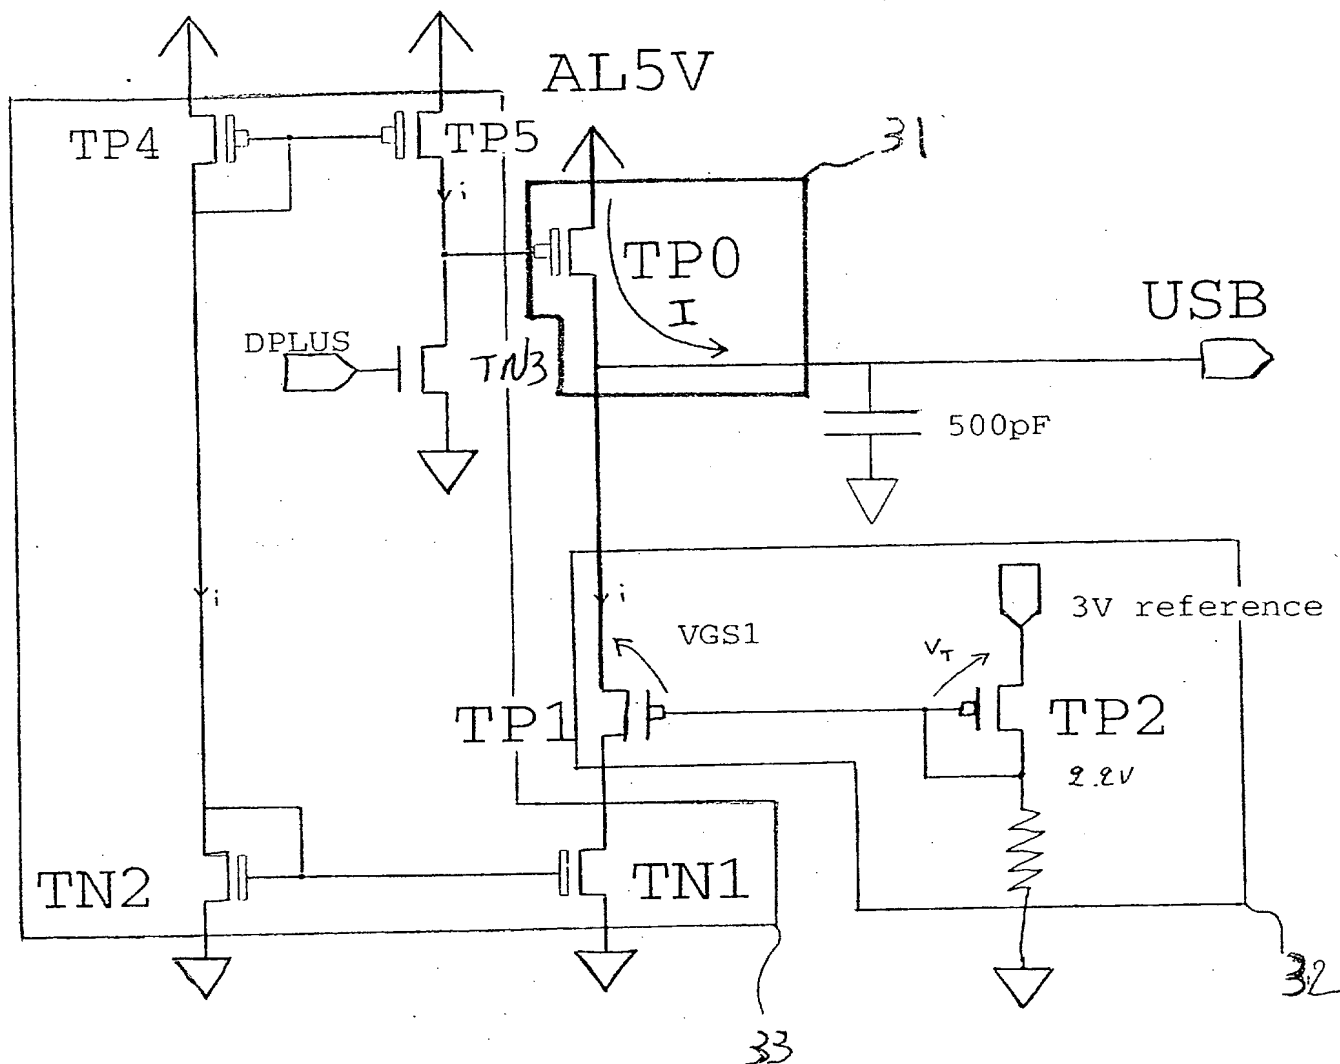 AL5V
TP4
TP5
31
i
TP0
I
USB
DPLUS
TN3
500pF
i
i
3V reference
VGS1
VT
TP1
TP2
2.2V
TN2
TN1
32
33